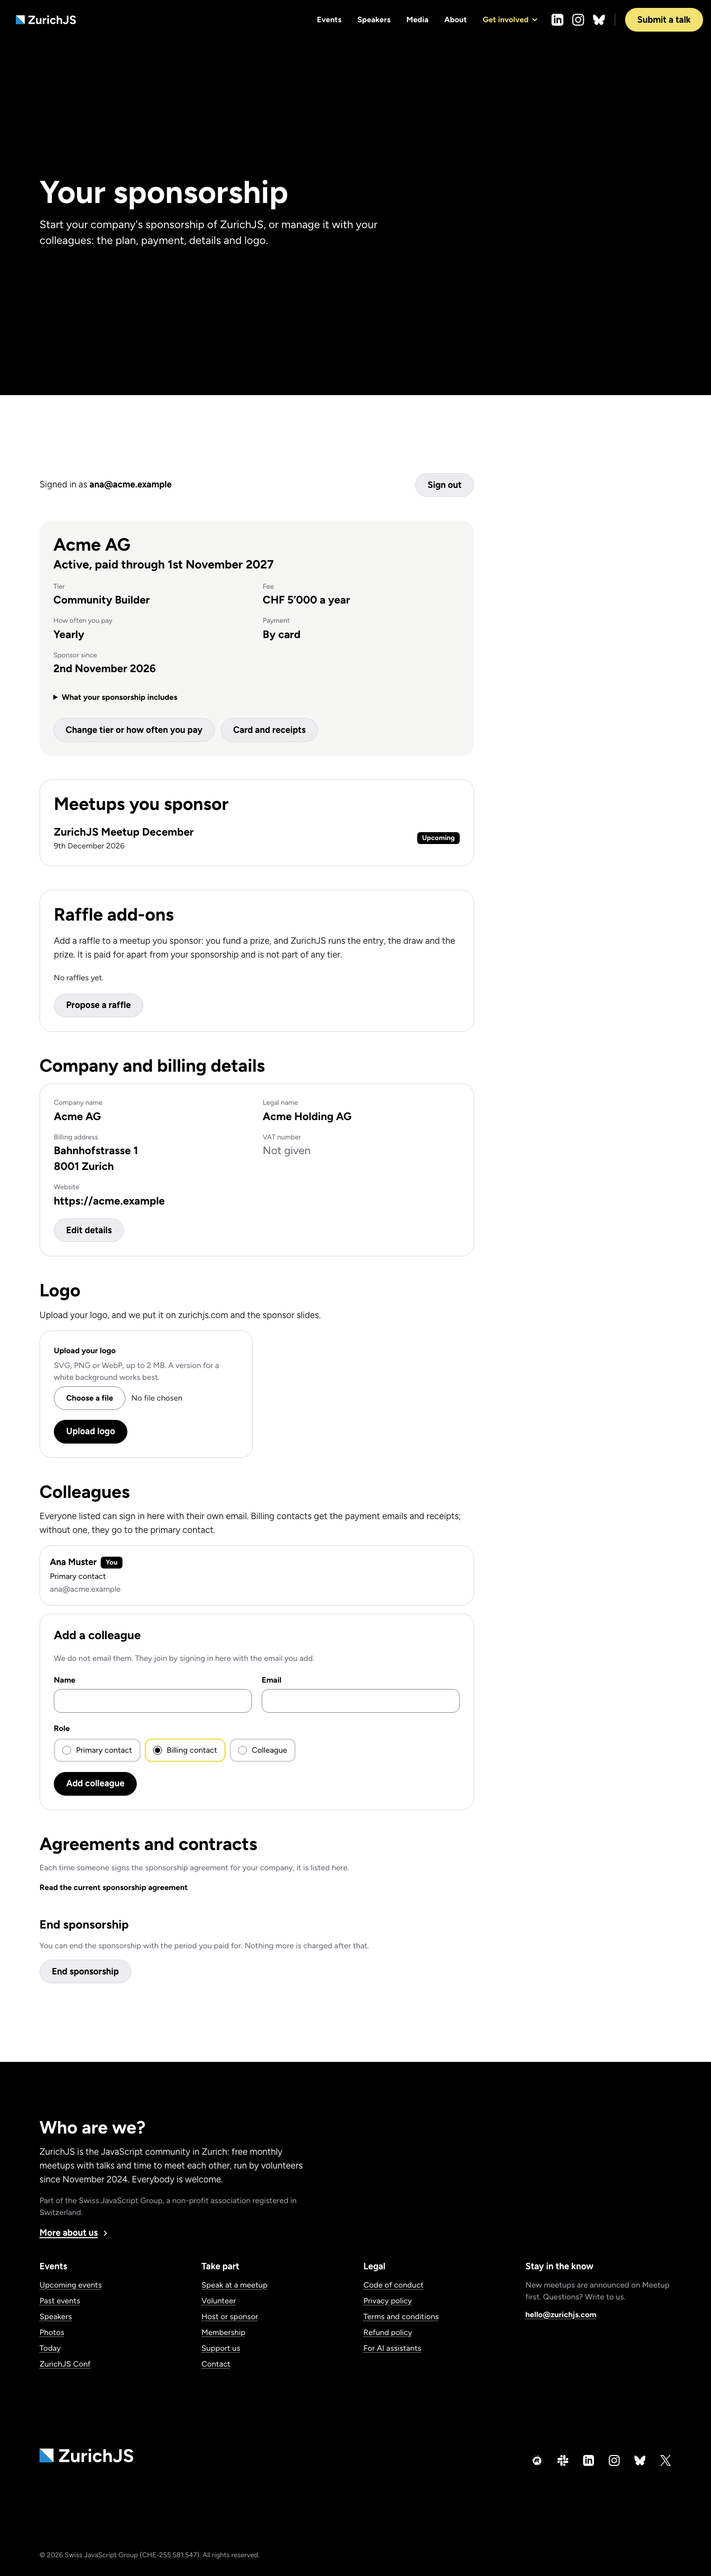 ZurichJS
Events
Speakers
Media
About
Get involved
Submit a talk
Your sponsorship
Start your company's sponsorship of ZurichJS, or manage it with your
colleagues: the plan, payment, details and logo.
Signed in as ana@acme.example
Sign out
Acme AG
Active, paid through 1st November 2027
Tier
Community Builder
Fee
CHF 5’000 a year
How often you pay
Yearly
Payment
By card
Sponsor since
2nd November 2026
What your sponsorship includes
Change tier or how often you pay
Card and receipts
Meetups you sponsor
ZurichJS Meetup December
9th December 2026
Upcoming
Raffle add-ons
Add a raffle to a meetup you sponsor: you fund a prize, and ZurichJS runs the entry, the draw and the
prize. It is paid for apart from your sponsorship and is not part of any tier.
No raffles yet.
Propose a raffle
Company and billing details
Company name
Acme AG
Legal name
Acme Holding AG
Billing address
Bahnhofstrasse 1
8001 Zurich
VAT number
Not given
Website
https://acme.example
Edit details
Logo
Upload your logo, and we put it on zurichjs.com and the sponsor slides.
Upload your logo
SVG, PNG or WebP, up to 2 MB. A version for a
white background works best.
Choose a file
No file chosen
Upload logo
Colleagues
Everyone listed can sign in here with their own email. Billing contacts get the payment emails and receipts;
without one, they go to the primary contact.
Ana Muster
You
Primary contact
ana@acme.example
Add a colleague
We do not email them. They join by signing in here with the email you add.
Name
Email
Role
Primary contact
Billing contact
Colleague
Add colleague
Agreements and contracts
Each time someone signs the sponsorship agreement for your company, it is listed here.
Read the current sponsorship agreement
End sponsorship
You can end the sponsorship with the period you paid for. Nothing more is charged after that.
End sponsorship
Who are we?
ZurichJS is the JavaScript community in Zurich: free monthly
meetups with talks and time to meet each other, run by volunteers
since November 2024. Everybody is welcome.
Part of the Swiss JavaScript Group, a non-profit association registered in
Switzerland.
More about us
Events
Upcoming events
Past events
Speakers
Photos
Today
ZurichJS Conf
Take part
Speak at a meetup
Volunteer
Host or sponsor
Membership
Support us
Contact
Legal
Code of conduct
Privacy policy
Terms and conditions
Refund policy
For AI assistants
Stay in the know
New meetups are announced on Meetup
first. Questions? Write to us.
hello@zurichjs.com
ZurichJS
© 2026 Swiss JavaScript Group (CHE-255.581.547). All rights reserved.